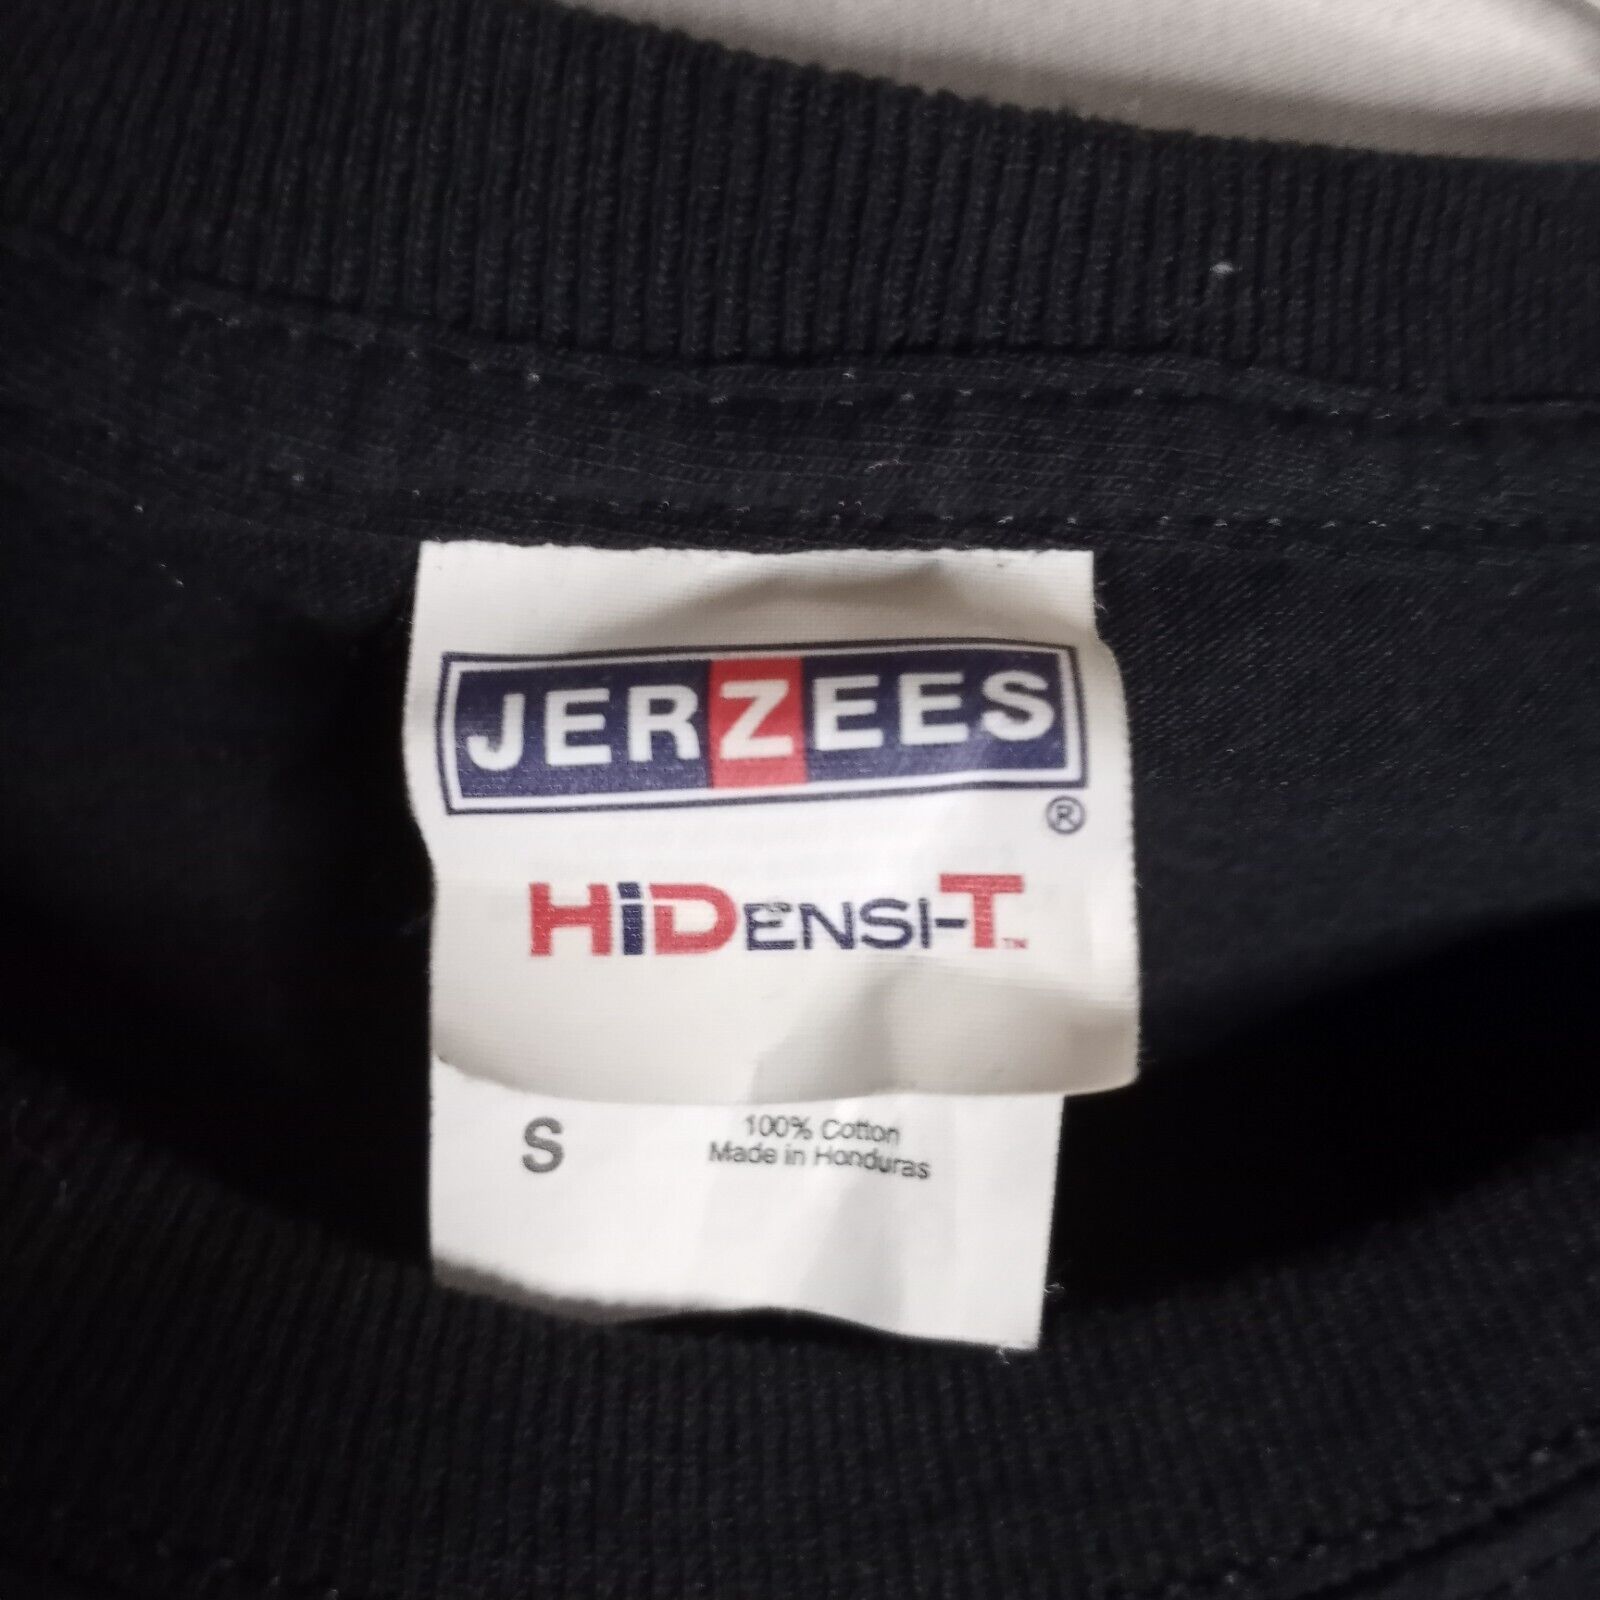 JERZEES
®
HiDENSI-T™
S
100% Cotton
Made in Honduras